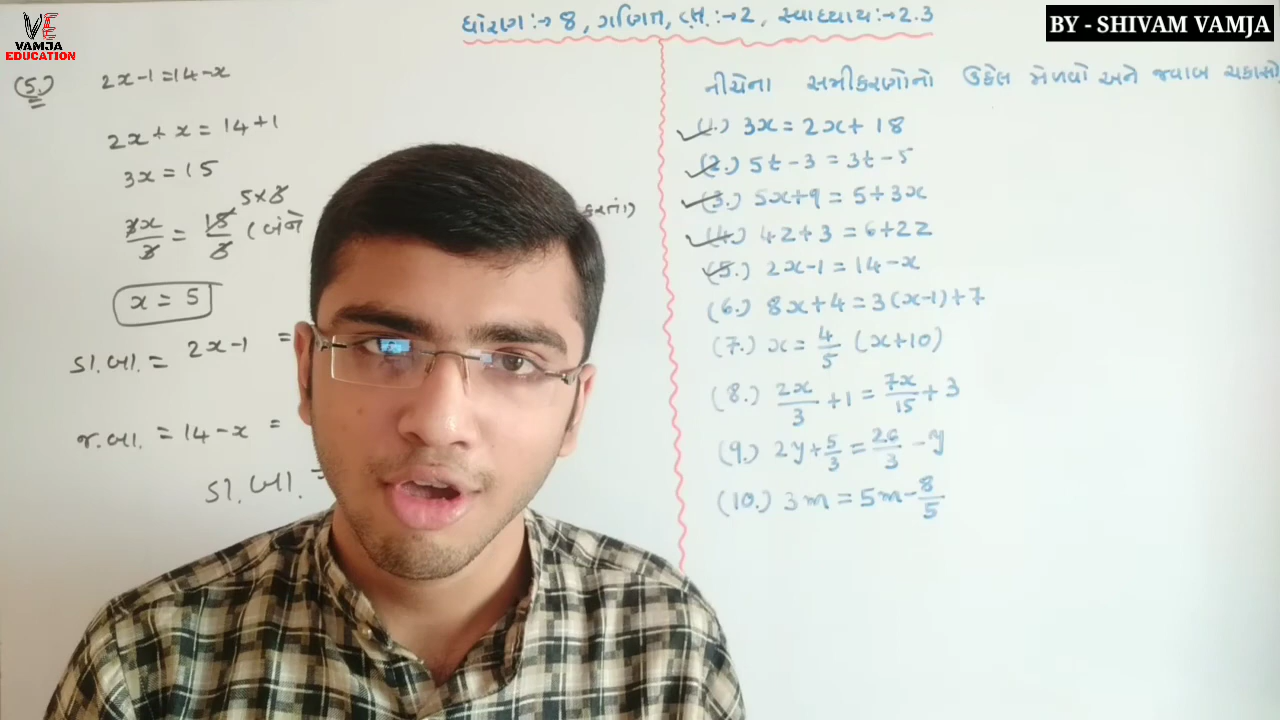 VE
VAMJA
EDUCATION
BY - SHIVAM VAMJA
ધોરણ:→ 8, ગણિત, પ્ર.:→2, સ્વાધ્યાય:→2.3
(5.) 2x-1=14-x
2x + x = 14+1
3x = 15
3x/3 = 15/3 5×3 (બંને કરતાં)
x = 5
ડા.બા. = 2x-1 =
જ.બા. = 14-x =
ડા.બા. =
નીચેના સમીકરણોનો ઉકેલ મેળવો અને જવાબ ચકાસો
(1.) 3x = 2x + 18
(2.) 5t - 3 = 3t - 5
(3.) 5x+9 = 5+3x
(4.) 4z+3 = 6+2z
(5.) 2x-1 = 14-x
(6.) 8x+4 = 3(x-1)+7
(7.) x = 4/5 (x+10)
(8.) 2x/3 + 1 = 7x/15 + 3
(9.) 2y + 5/3 = 26/3 - y
(10.) 3m = 5m - 8/5